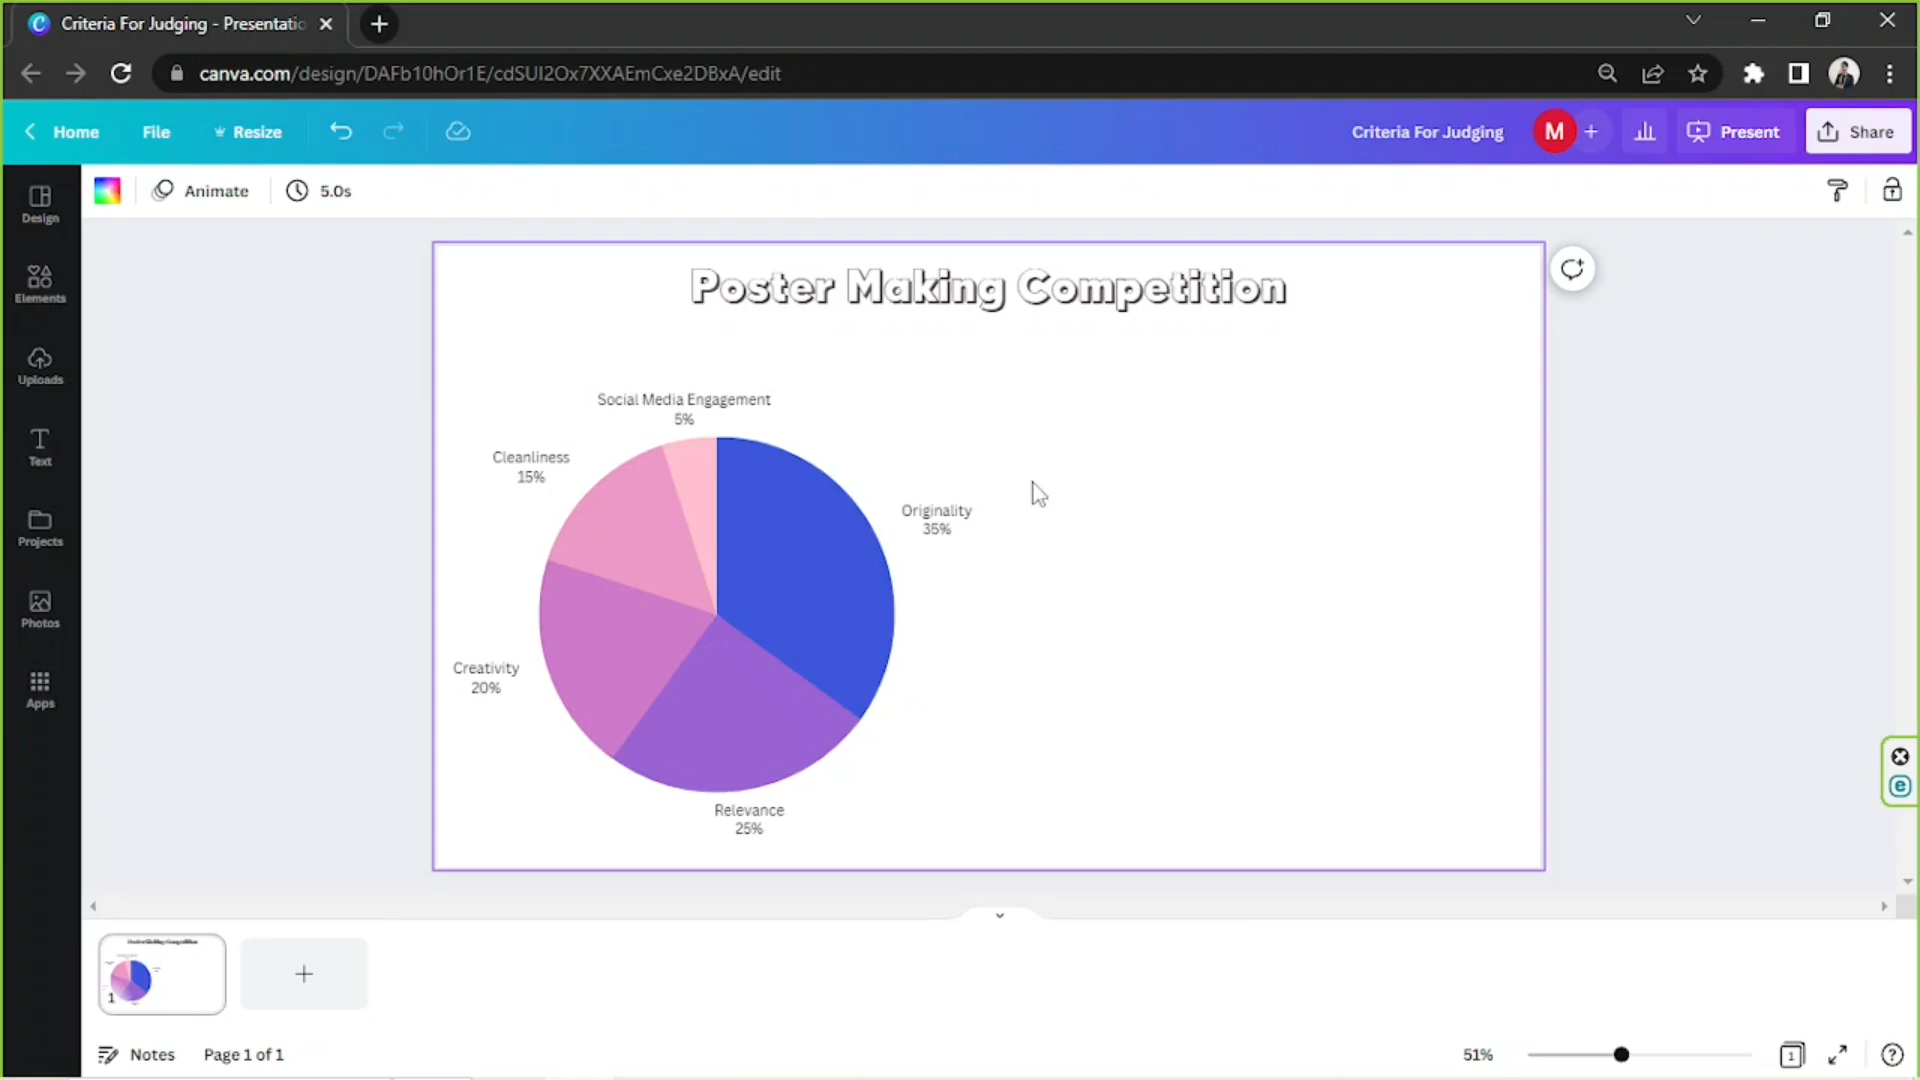 Criteria For Judging - Presentatio
canva.com/design/DAFb10hOr1E/cdSUI2Ox7XXAEmCxe2DBxA/edit
Home File Resize Criteria For Judging M + Present Share
Design Animate 5.0s
Elements
Uploads
Text
Projects
Photos
Apps
Poster Making Competition
Social Media Engagement
5%
Cleanliness
15%
Originality
35%
Creativity
20%
Relevance
25%
1
Notes Page 1 of 1 51% 1